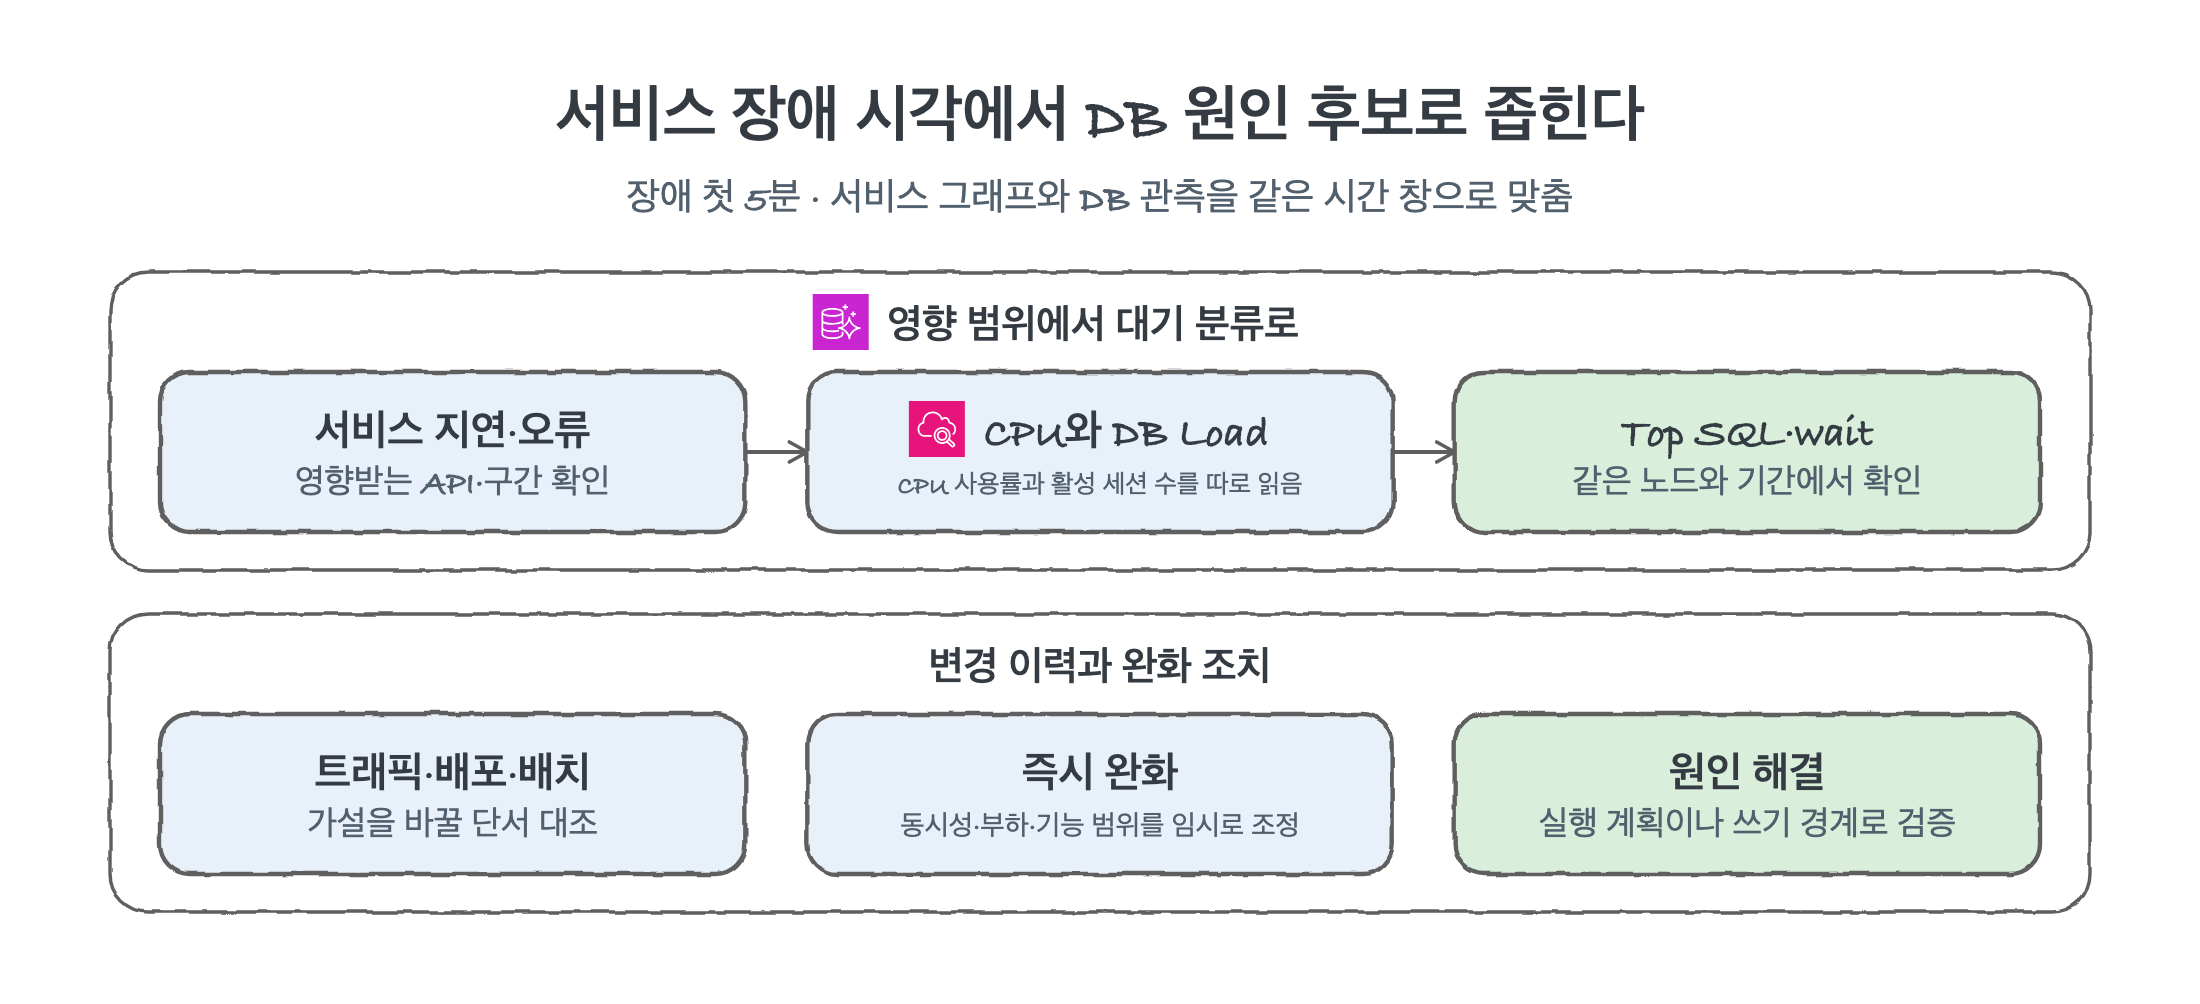 서비스 장애 시각에서 DB 원인 후보로 좁힌다
장애 첫 5분 · 서비스 그래프와 DB 관측을 같은 시간 창으로 맞춤
영향 범위에서 대기 분류로
서비스 지연·오류
영향받는 API·구간 확인
CPU와 DB Load
CPU 사용률과 활성 세션 수를 따로 읽음
Top SQL·wait
같은 노드와 기간에서 확인
변경 이력과 완화 조치
트래픽·배포·배치
가설을 바꿀 단서 대조
즉시 완화
동시성·부하·기능 범위를 임시로 조정
원인 해결
실행 계획이나 쓰기 경계로 검증